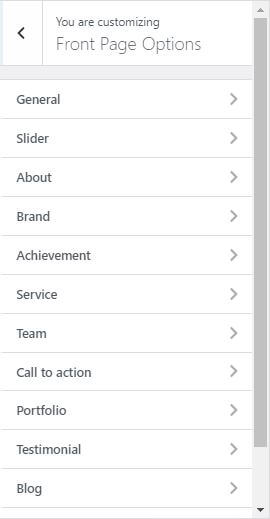 You are customizing
Front Page Options
General
Slider
About
Brand
Achievement
Service
Team
Call to action
Portfolio
Testimonial
Blog